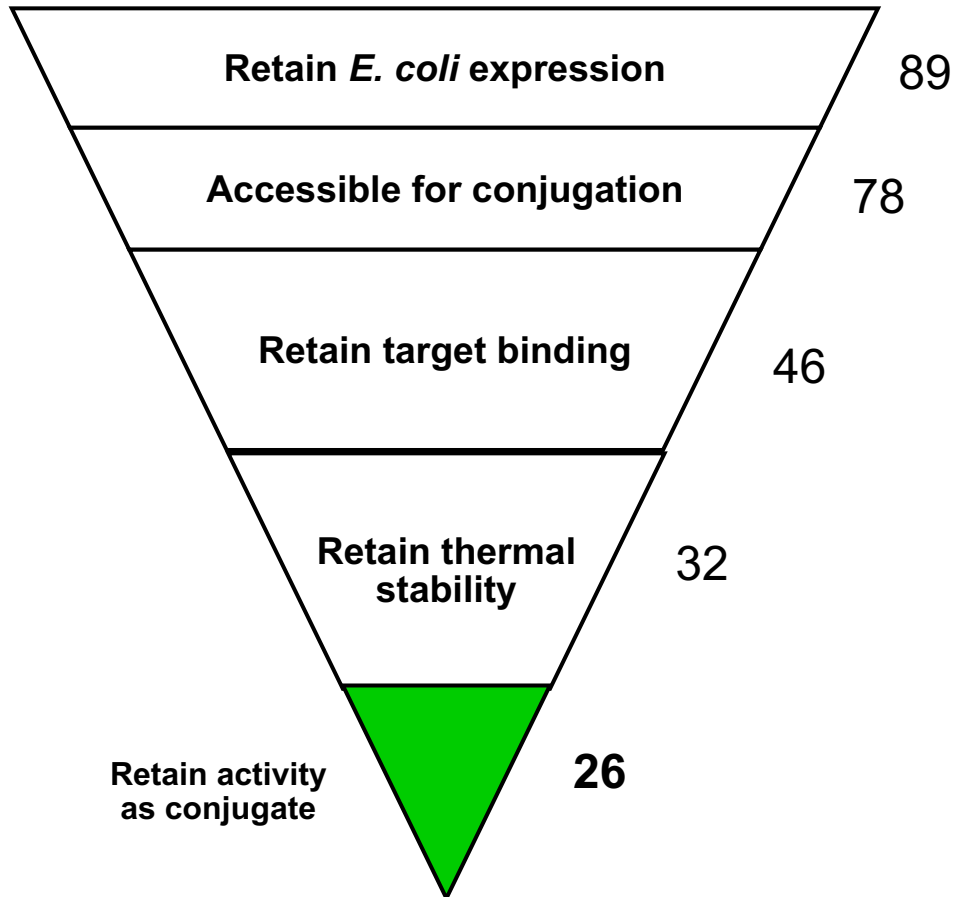 Retain E. coli expression
89
Accessible for conjugation
78
Retain target binding
46
Retain thermal
stability
32
Retain activity
as conjugate
26